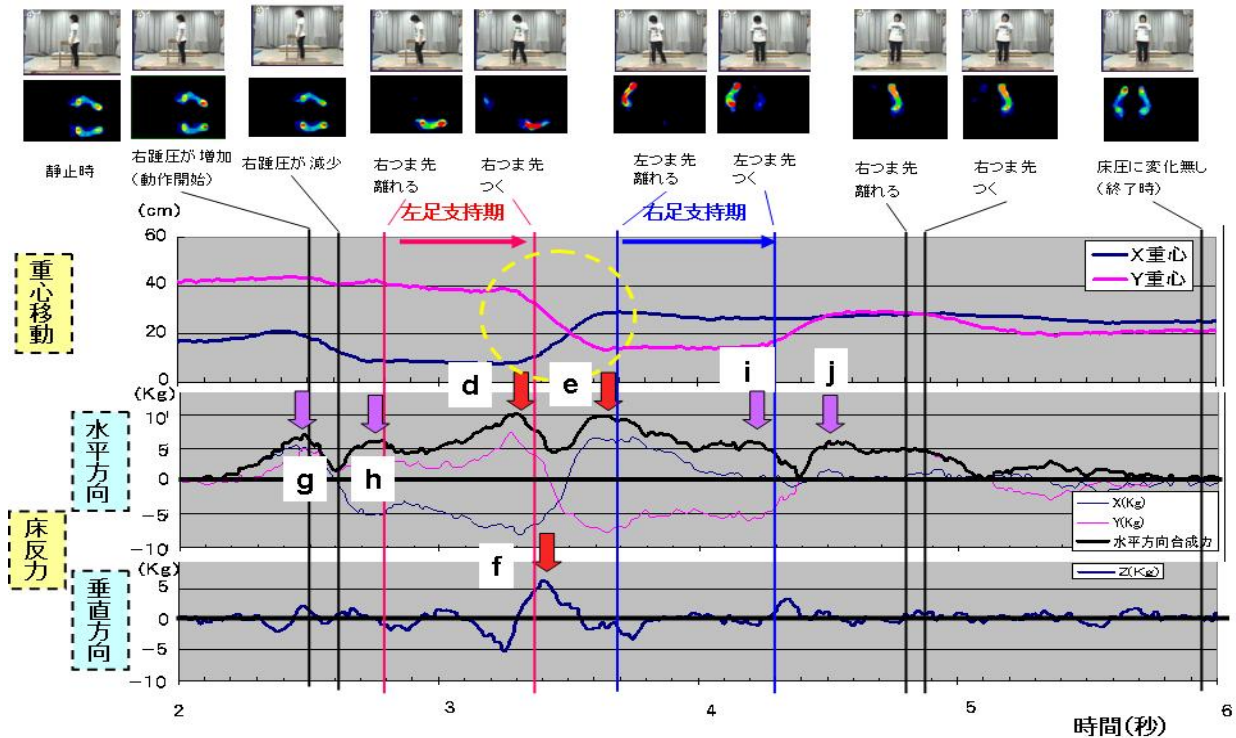 静止時
右踵圧が増加
(動作開始)
右踵圧が減少
右つま先
離れる
右つま先
つく
左つま先
離れる
左つま先
つく
右つま先
離れる
右つま先
つく
床圧に変化無し
(終了時)
(cm)
左足支持期
右足支持期
60
40
20
0
重心移動
X重心
Y重心
d
e
i
j
(Kg)
10
5
0
-5
-10
水平方向
g
h
X(Kg)
Y(Kg)
水平方向合成力
床反力
(Kg)
5
0
-5
-10
垂直方向
f
Z(Kg)
2
3
4
5
6
時間(秒)